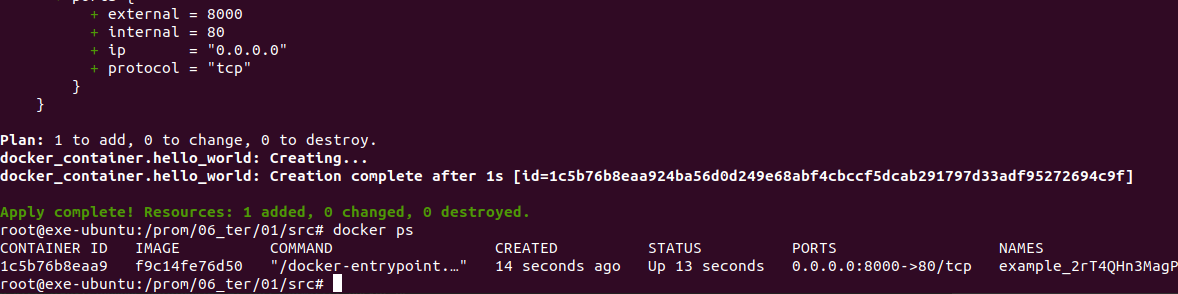 + external = 8000
+ internal = 80
+ ip       = "0.0.0.0"
+ protocol = "tcp"
}
}
Plan: 1 to add, 0 to change, 0 to destroy.
docker_container.hello_world: Creating...
docker_container.hello_world: Creation complete after 1s [id=1c5b76b8eaa924ba56d0d249e68abf4cbccf5dcab291797d33adf95272694c9f]
Apply complete! Resources: 1 added, 0 changed, 0 destroyed.
root@exe-ubuntu:/prom/06_ter/01/src# docker ps
CONTAINER ID   IMAGE          COMMAND                  CREATED          STATUS          PORTS                  NAMES
1c5b76b8eaa9   f9c14fe76d50   "/docker-entrypoint.…"   14 seconds ago   Up 13 seconds   0.0.0.0:8000->80/tcp   example_2rT4QHn3MagP
root@exe-ubuntu:/prom/06_ter/01/src#